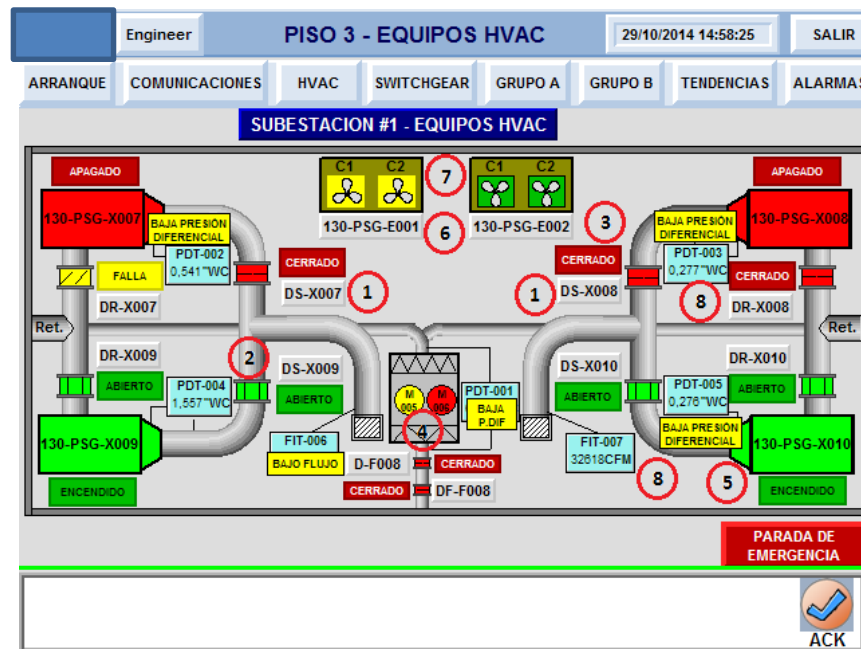 Engineer
PISO 3 - EQUIPOS HVAC
29/10/2014 14:58:25
SALIR
ARRANQUE
COMUNICACIONES
HVAC
SWITCHGEAR
GRUPO A
GRUPO B
TENDENCIAS
ALARMAS
SUBESTACION #1 - EQUIPOS HVAC
APAGADO
C1 C2
7
C1 C2
APAGADO
130-PSG-X007
BAJA PRESIÓN
DIFERENCIAL
130-PSG-E001
6
130-PSG-E002
3
BAJA PRESIÓN
DIFERENCIAL
130-PSG-X008
PDT-002
0,541"WC
CERRADO
CERRADO
PDT-003
0,277"WC
FALLA
DS-X007
1
1
DS-X008
CERRADO
DR-X007
8
DR-X008
Ret.
Ret.
DR-X009
2
DS-X009
DS-X010
DR-X010
ABIERTO
PDT-004
1,557"WC
ABIERTO
M
005
M
006
PDT-001
BAJA
P.DIF
ABIERTO
PDT-005
0,276"WC
ABIERTO
4
130-PSG-X009
FIT-006
BAJO FLUJO
FIT-007
32618CFM
BAJA PRESIÓN
DIFERENCIAL
130-PSG-X010
D-F008
CERRADO
8
5
ENCENDIDO
CERRADO
DF-F008
ENCENDIDO
PARADA DE
EMERGENCIA
ACK